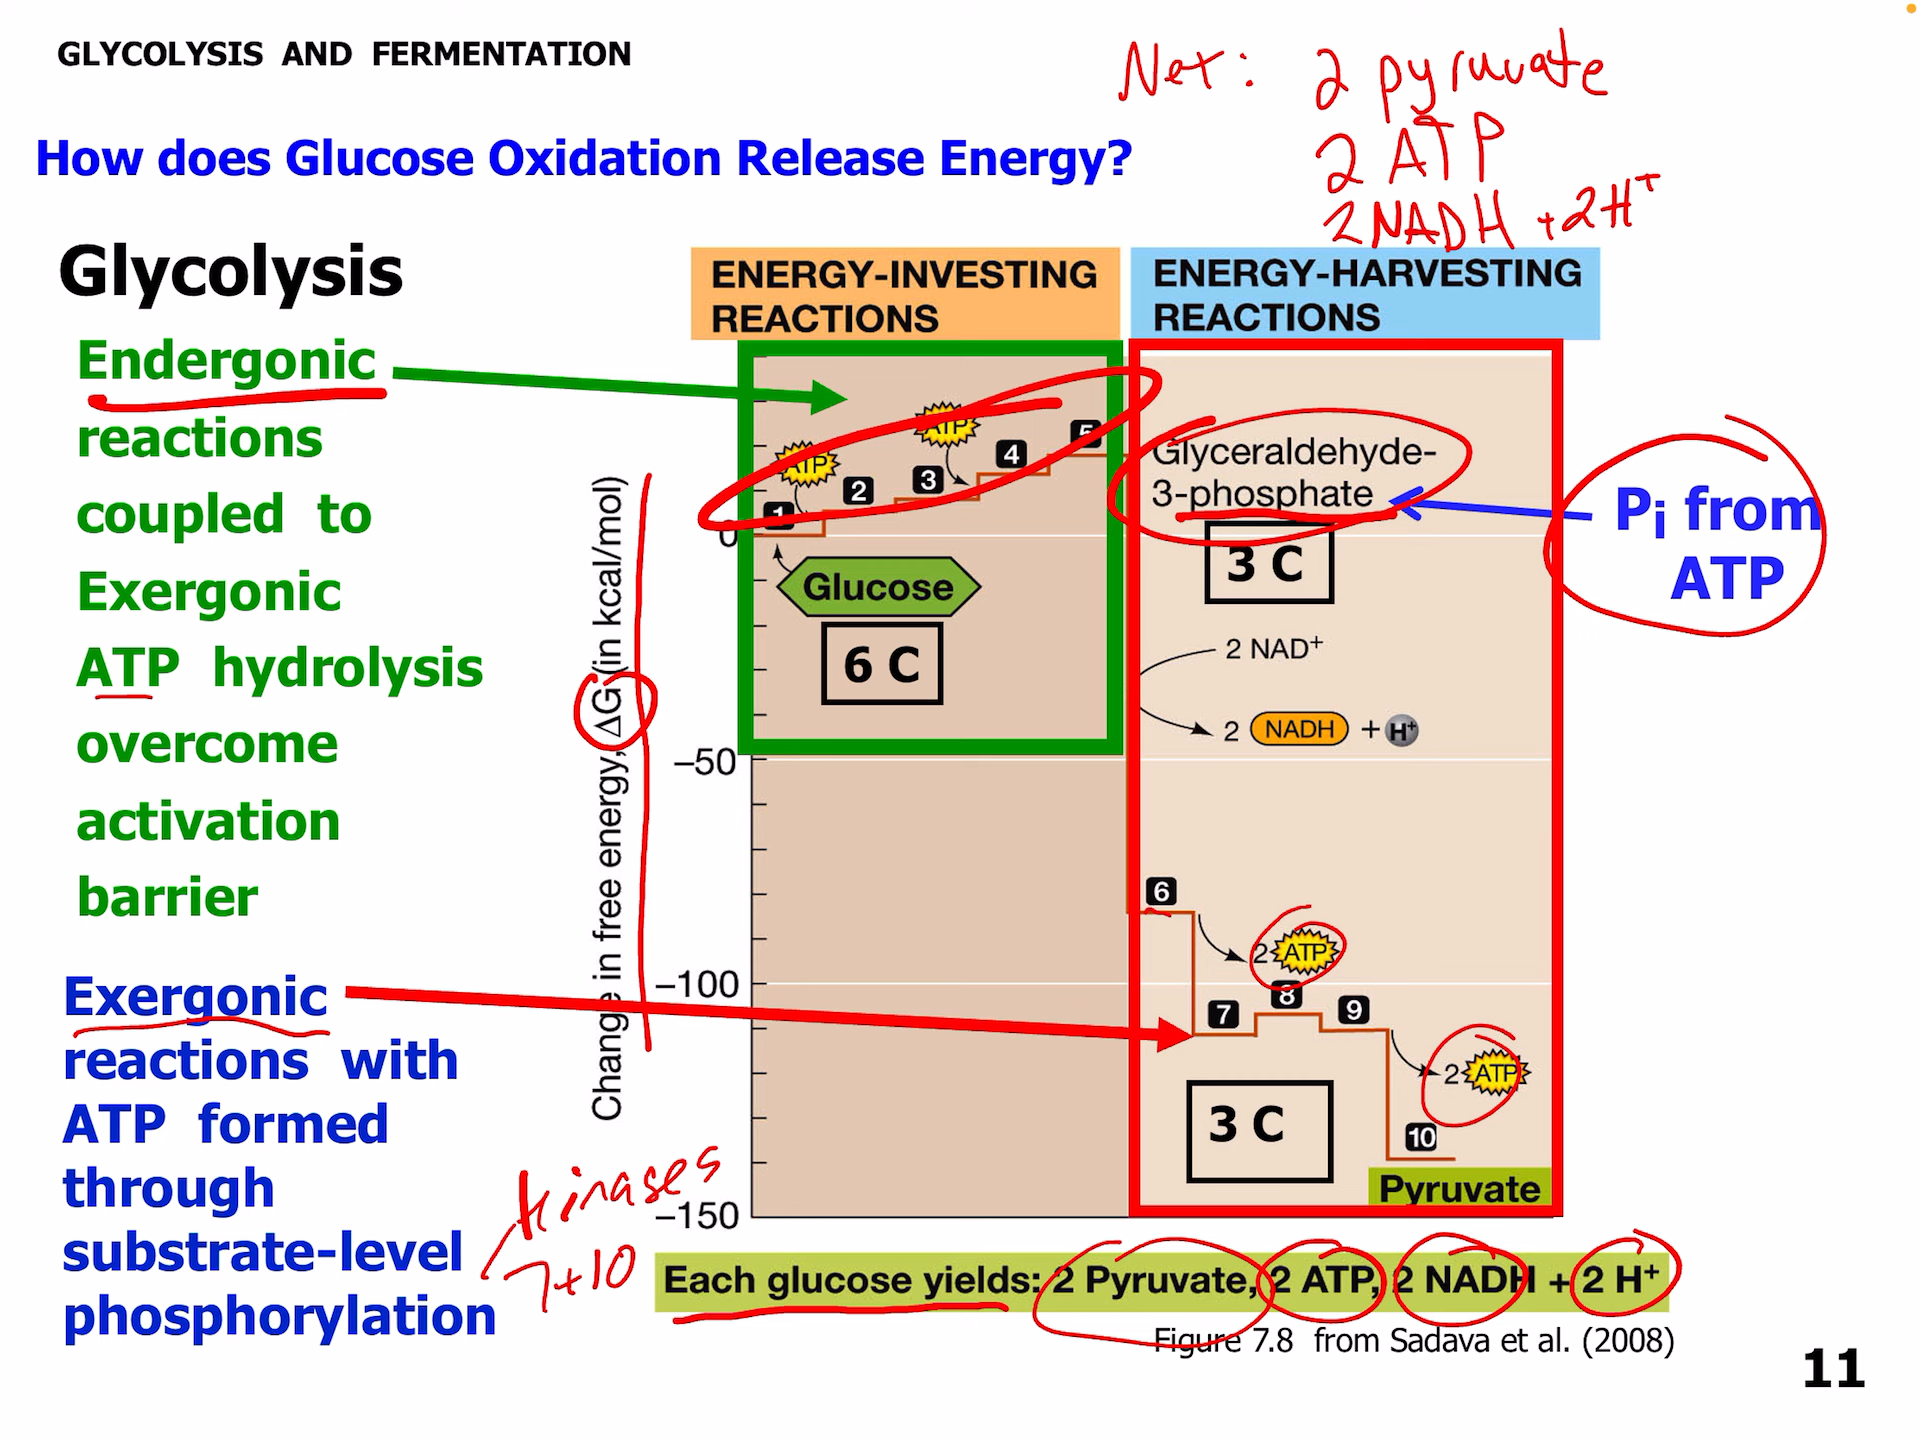 GLYCOLYSIS AND FERMENTATION
Net: 2 pyruvate
2 ATP
2 NADH + 2H+
How does Glucose Oxidation Release Energy?
Glycolysis
Endergonic
reactions
coupled to
Exergonic
ATP hydrolysis
overcome
activation
barrier
Exergonic
reactions with
ATP formed
through
substrate-level
phosphorylation
kinases
7+10
ENERGY-INVESTING
REACTIONS
ENERGY-HARVESTING
REACTIONS
Change in free energy, ΔG (in kcal/mol)
0
–50
–100
–150
ATP
ATP
1
2
3
4
5
Glucose
6 C
Glyceraldehyde-
3-phosphate
3 C
Pi from
ATP
2 NAD+
2 NADH + H+
6
2 ATP
7
8
9
2 ATP
10
3 C
Pyruvate
Each glucose yields: 2 Pyruvate, 2 ATP, 2 NADH + 2 H+
Figure 7.8 from Sadava et al. (2008)
11